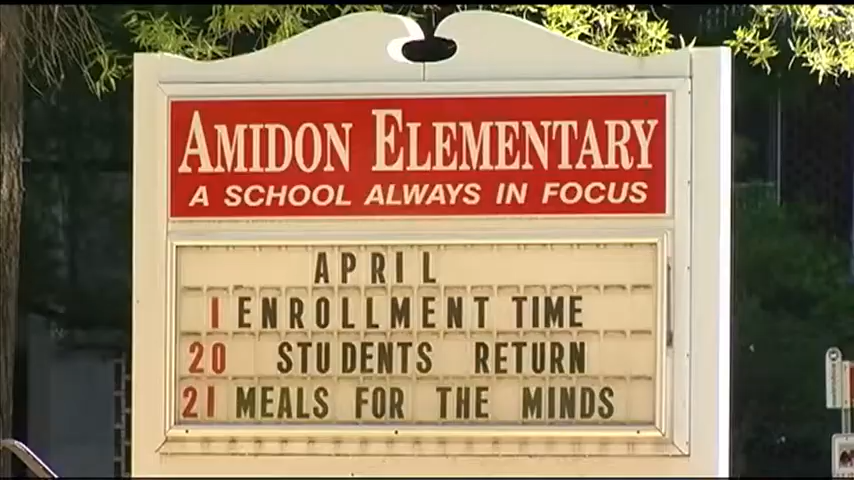 AMIDON ELEMENTARY
A SCHOOL ALWAYS IN FOCUS
APRIL
1 ENROLLMENT TIME
20 STUDENTS RETURN
21 MEALS FOR THE MINDS